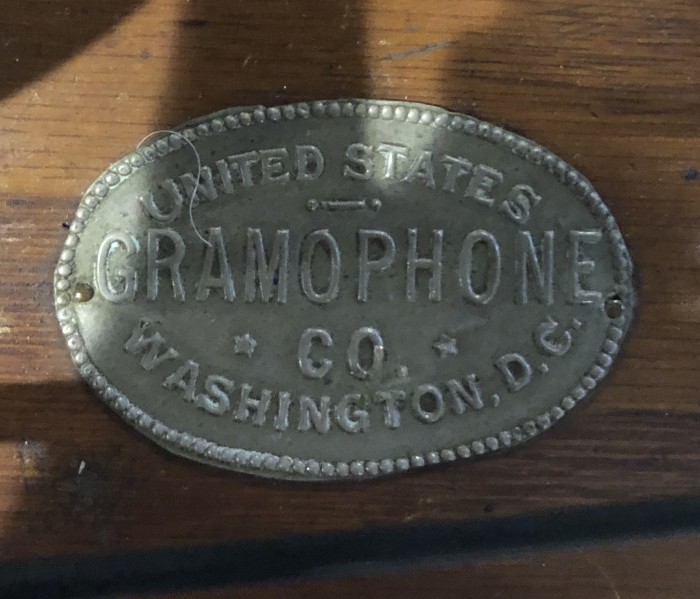 UNITED STATES
GRAMOPHONE
CO.
WASHINGTON, D.C.